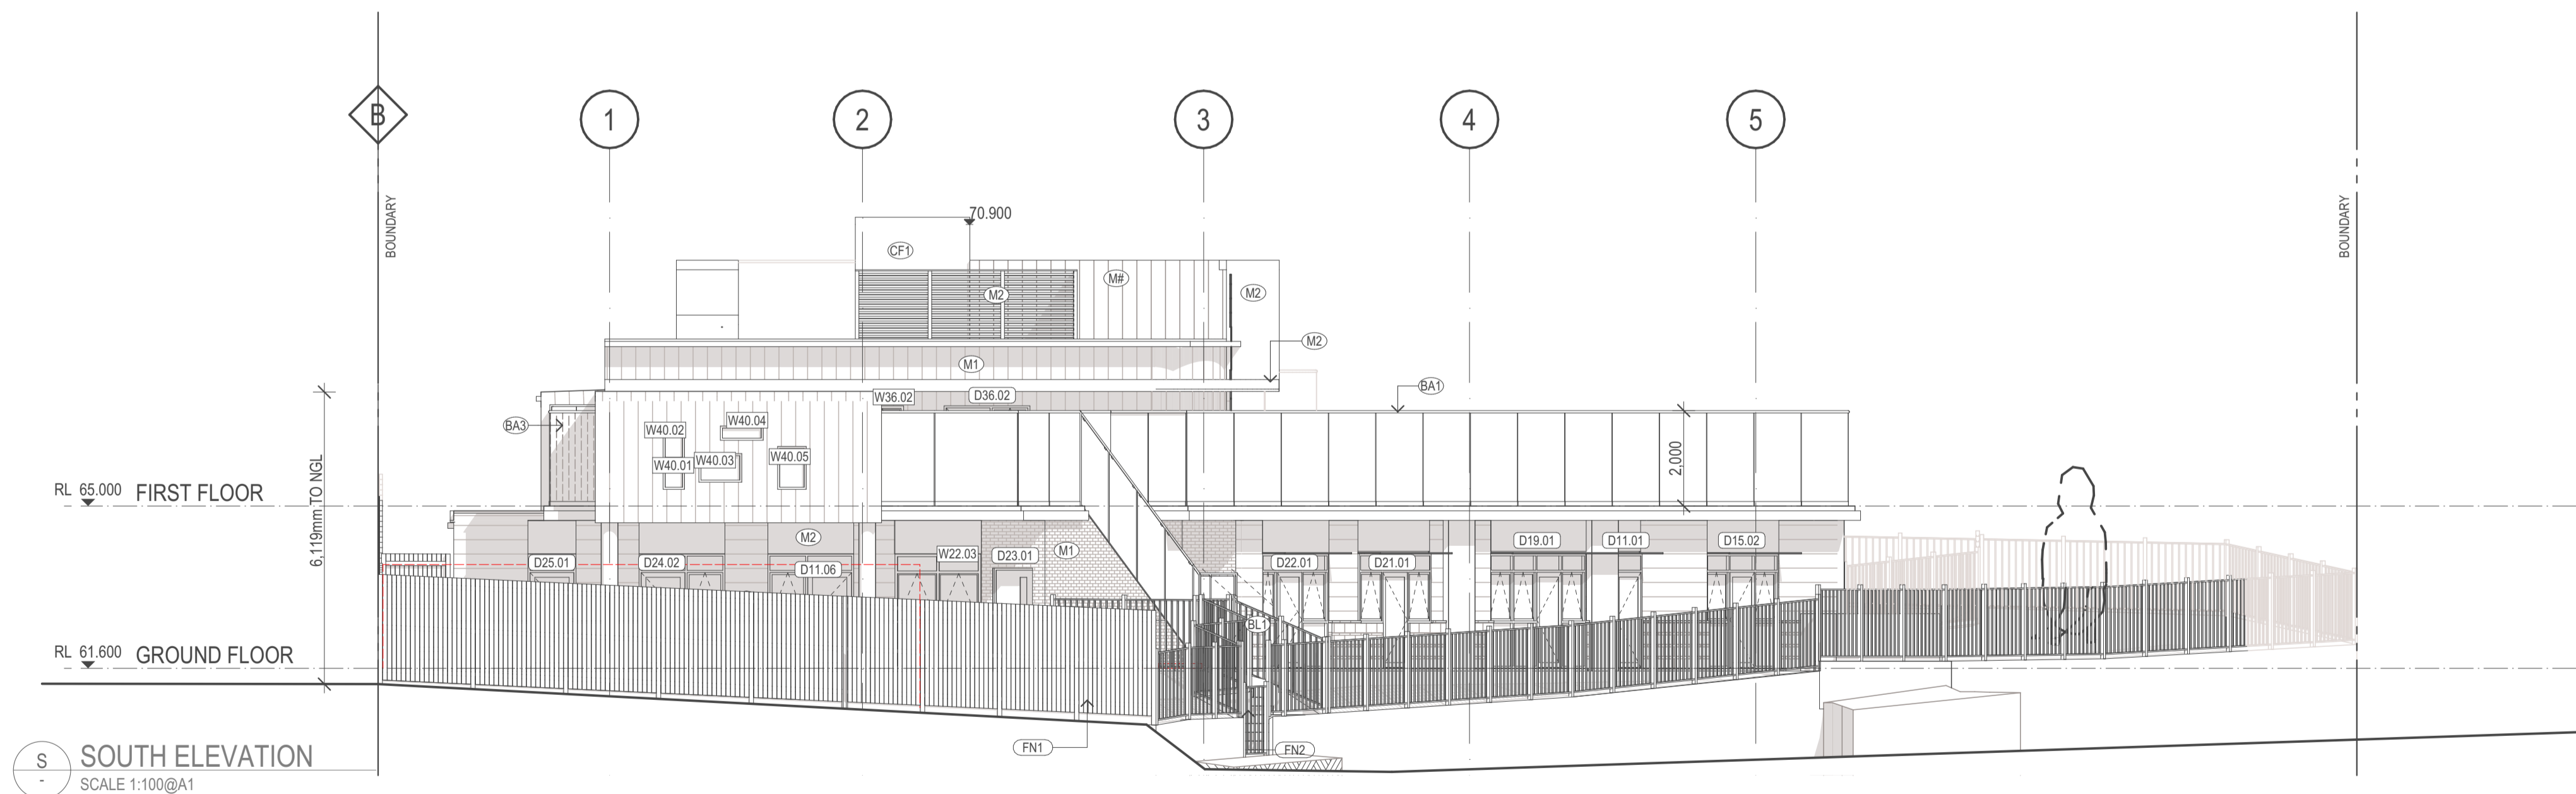 B
1
2
3
4
5
BOUNDARY
BOUNDARY
70.900
CF1
M#
M2
M2
M2
M1
BA1
W36.02
D36.02
BA3
W40.04
W40.02
W40.01
W40.03
W40.05
2,000
6,119mm TO NGL
RL 65.000 FIRST FLOOR
M2
M1
D25.01
D24.02
D11.06
W22.03
D23.01
D22.01
D21.01
D19.01
D11.01
D15.02
BL1
RL 61.600 GROUND FLOOR
FN1
FN2
S
-
SOUTH ELEVATION
SCALE 1:100@A1